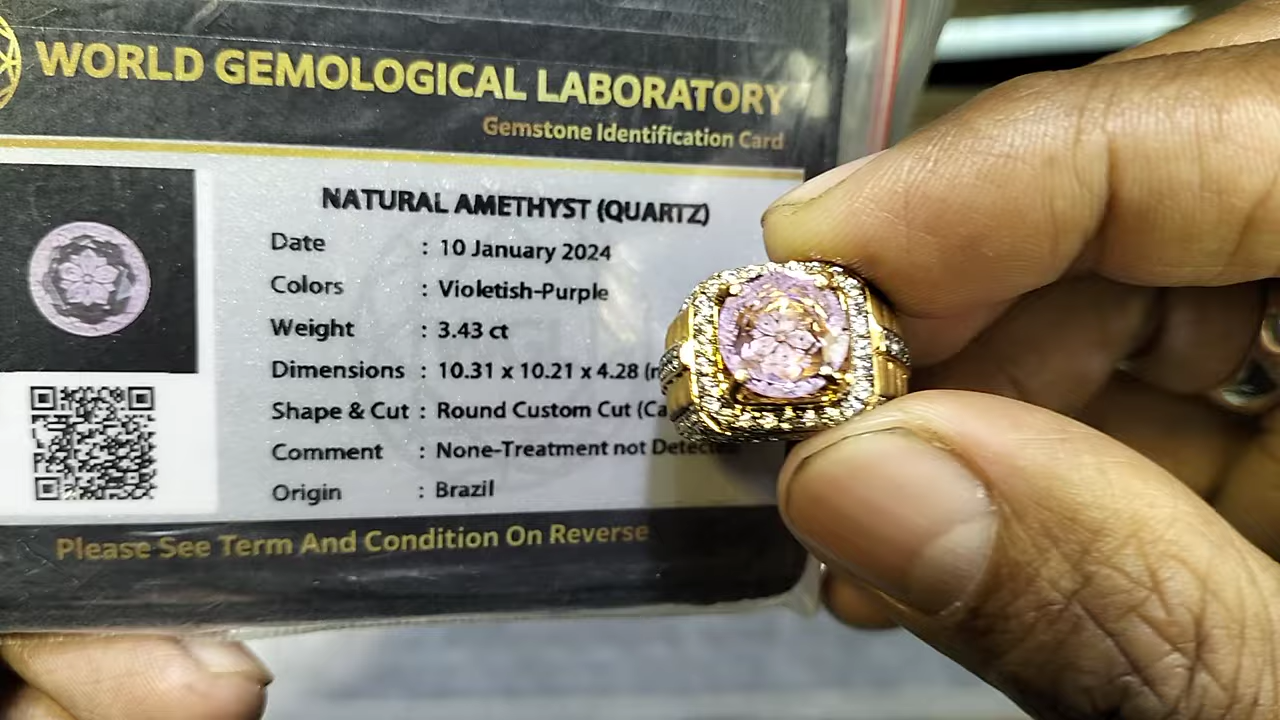 WORLD GEMOLOGICAL LABORATORY
Gemstone Identification Card
NATURAL AMETHYST (QUARTZ)
Date : 10 January 2024
Colors : Violetish-Purple
Weight : 3.43 ct
Dimensions : 10.31 x 10.21 x 4.28
Shape & Cut : Round Custom Cut
Comment : None-Treatment not
Origin : Brazil
Please See Term And Condition On Reverse